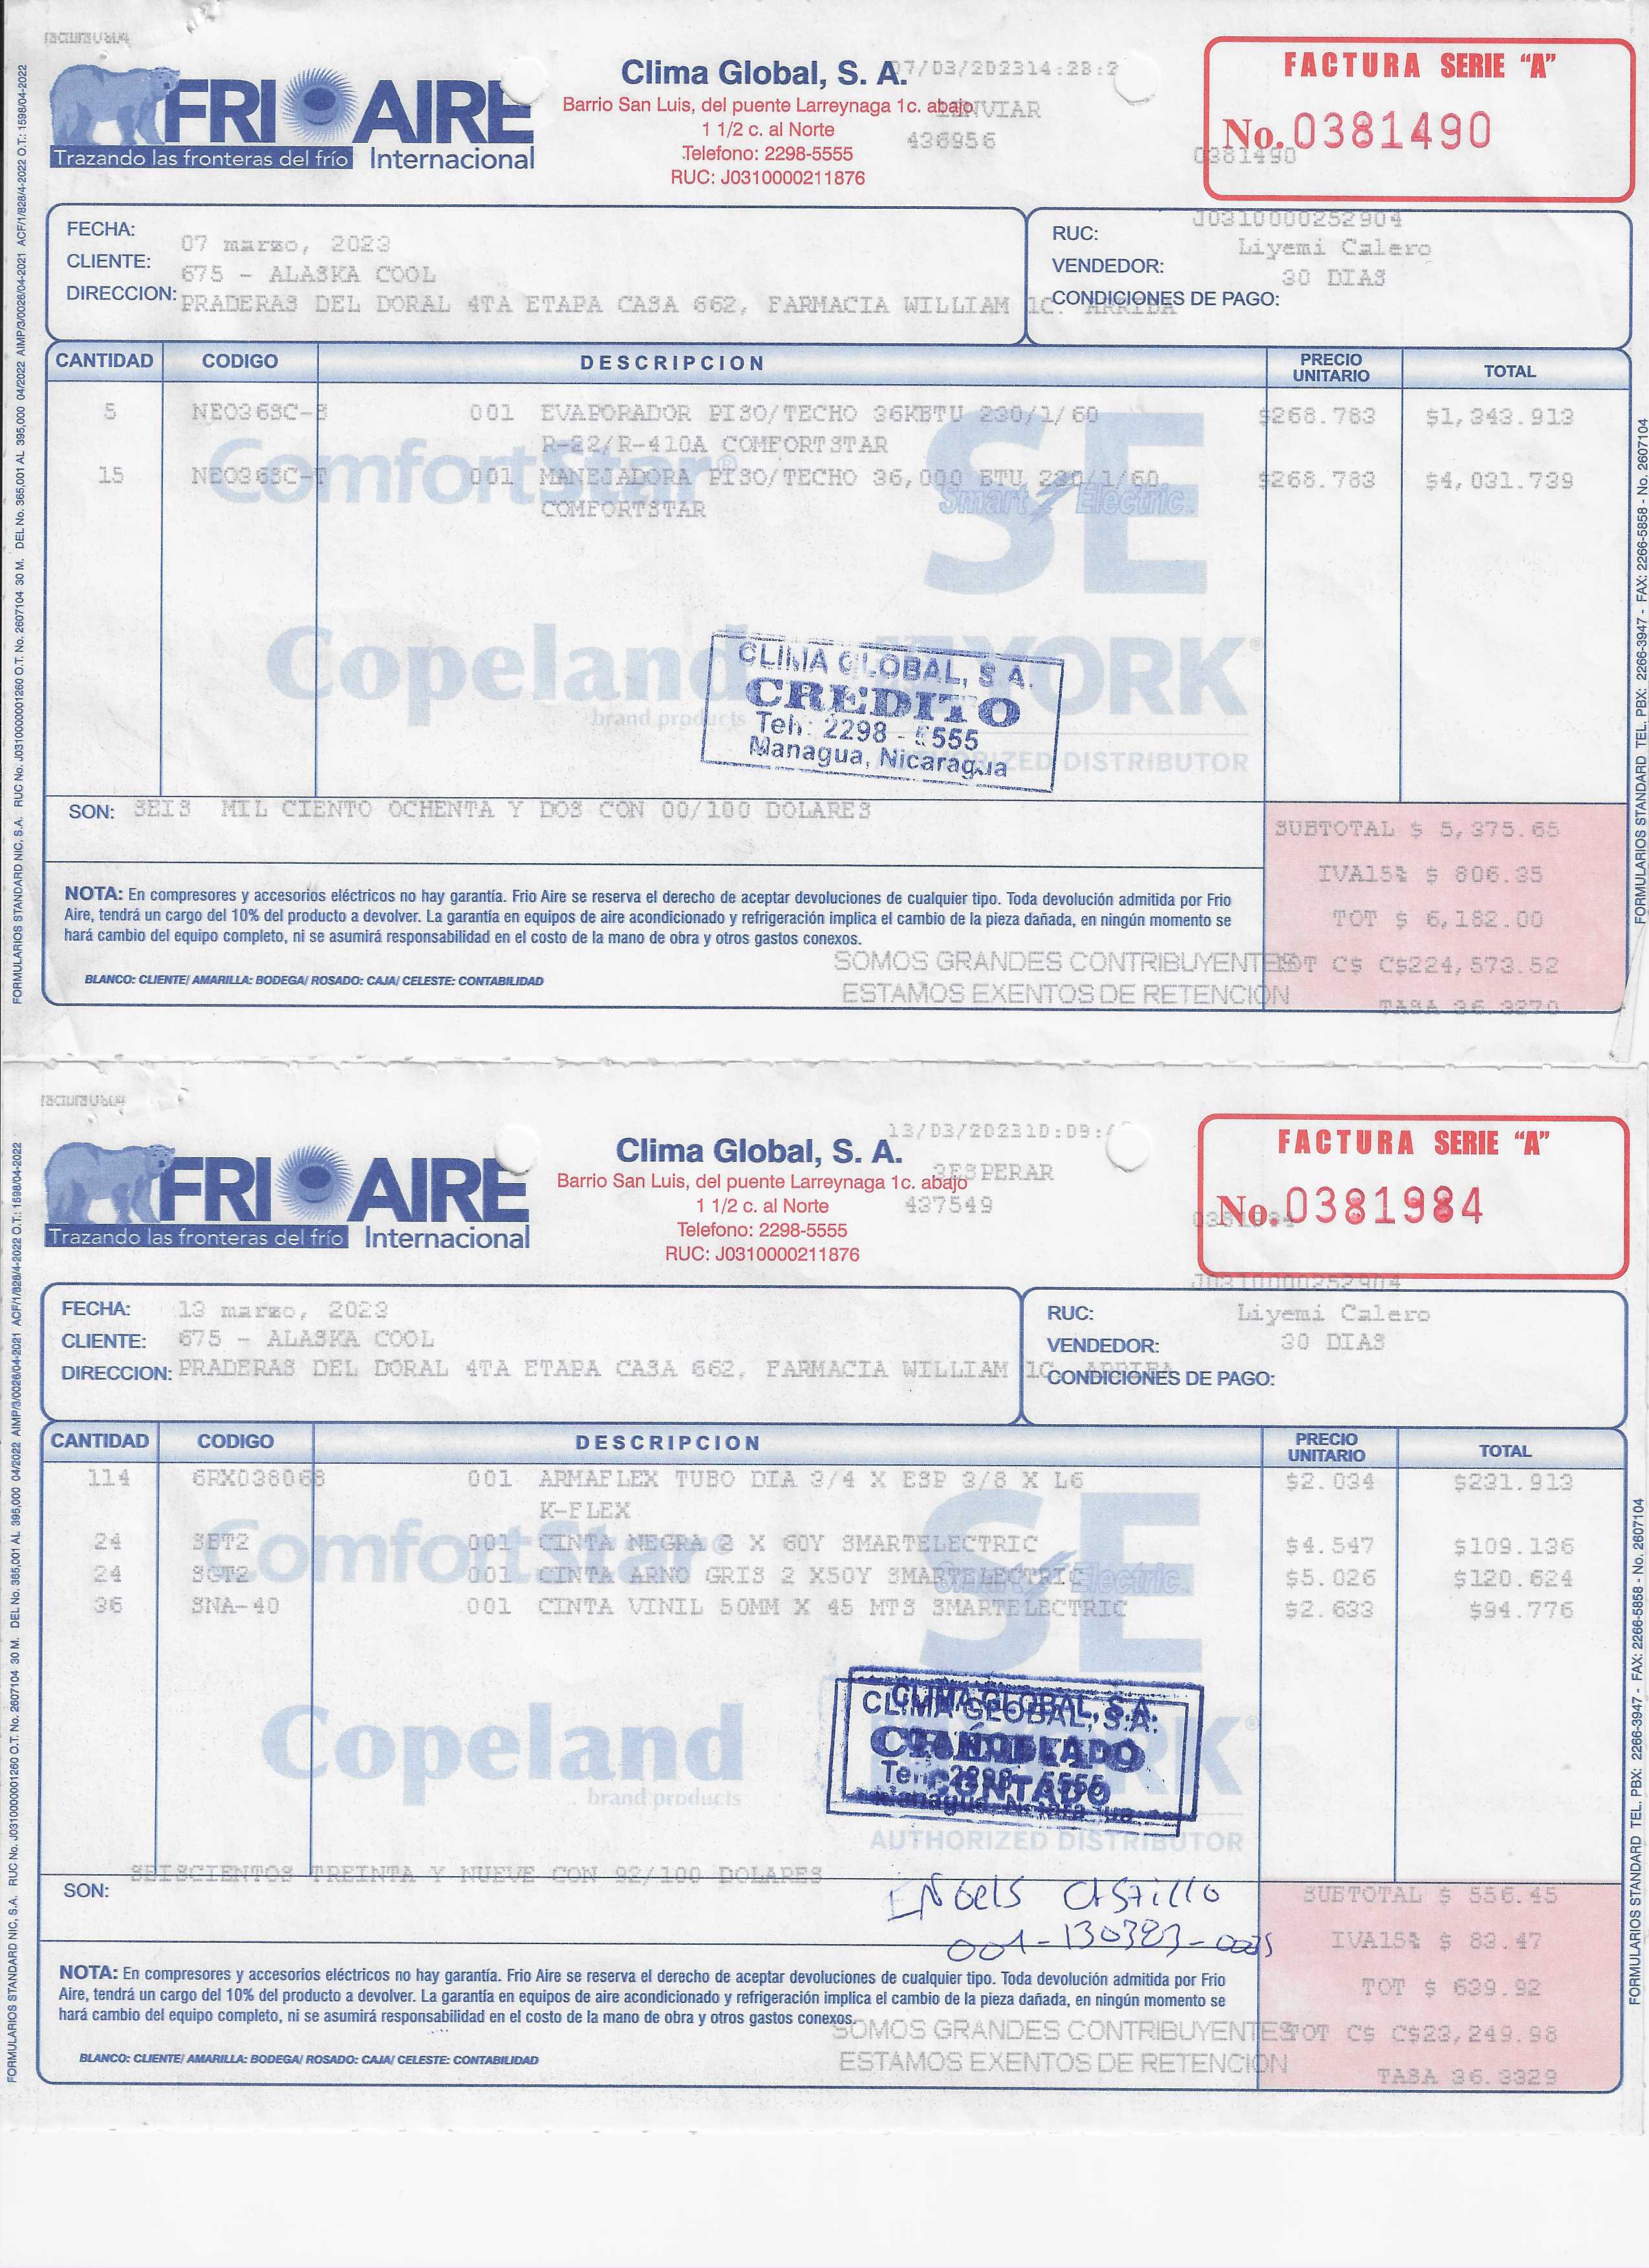 factura0804
FRIOAIRE
Trazando las fronteras del frío Internacional
Clima Global, S. A.
07/03/2023 14:28:2
Barrio San Luis, del puente Larreynaga 1c. abajo
1ENVIAR
1 1/2 c. al Norte
436956
Telefono: 2298-5555
RUC: J0310000211876
FACTURA SERIE "A"
No. 0381490
0381490
J0310000252904
FECHA: 07 marzo, 2023
CLIENTE: 675 - ALASKA COOL
DIRECCION: PRADERAS DEL DORAL 4TA ETAPA CASA 662, FARMACIA WILLIAM 1C. ARRIBA
RUC: Liyemi Calero
VENDEDOR: 30 DIAS
CONDICIONES DE PAGO:
CANTIDAD CODIGO DESCRIPCION PRECIO UNITARIO TOTAL
5 NEO36SC-B 001 EVAPORADOR PISO/TECHO 36KBTU 230/1/60 $268.783 $1,343.913
R-22/R-410A COMFORTSTAR
15 NEO36SC-T 001 MANEJADORA PISO/TECHO 36,000 BTU 230/1/60 $268.783 $4,031.739
COMFORTSTAR
ComfortStar®
SE
Smart Electric
Copeland
brand products
YORK®
AUTHORIZED DISTRIBUTOR
CLIMA GLOBAL, S A.
CREDITO
Teh: 2298 - 5555
Managua, Nicaragua
SON: SEIS MIL CIENTO OCHENTA Y DOS CON 00/100 DOLARES
SUBTOTAL $ 5,375.65
IVA15% $ 806.35
TOT $ 6,182.00
TOT C$ C$224,573.52
TASA 36.3270
NOTA: En compresores y accesorios eléctricos no hay garantía. Frio Aire se reserva el derecho de aceptar devoluciones de cualquier tipo. Toda devolución admitida por Frio
Aire, tendrá un cargo del 10% del producto a devolver. La garantía en equipos de aire acondicionado y refrigeración implica el cambio de la pieza dañada, en ningún momento se
hará cambio del equipo completo, ni se asumirá responsabilidad en el costo de la mano de obra y otros gastos conexos.
SOMOS GRANDES CONTRIBUYENTES
ESTAMOS EXENTOS DE RETENCION
BLANCO: CLIENTE/ AMARILLA: BODEGA/ ROSADO: CAJA/ CELESTE: CONTABILIDAD
FORMULARIOS STANDARD NIC, S.A. RUC No. J0310000001260 O.T. No. 2607104 30 M. DEL No. 365,001 AL 395,000 04/2022 AIMP/3/0026/04-2021 ACF/1/828/4-2022 O.T.: 1598/04-2022
FORMULARIOS STANDARD TEL. PBX: 2266-3947 - FAX: 2266-5858 - No. 2607104
factura0804
FRIOAIRE
Trazando las fronteras del frío Internacional
Clima Global, S. A.
13/03/2023 10:09:
Barrio San Luis, del puente Larreynaga 1c. abajo
3ESPERAR
1 1/2 c. al Norte
437549
Telefono: 2298-5555
RUC: J0310000211876
FACTURA SERIE "A"
No. 0381984
0381984
J0310000252904
FECHA: 13 marzo, 2023
CLIENTE: 675 - ALASKA COOL
DIRECCION: PRADERAS DEL DORAL 4TA ETAPA CASA 662, FARMACIA WILLIAM 1C. ARRIBA
RUC: Liyemi Calero
VENDEDOR: 30 DIAS
CONDICIONES DE PAGO:
CANTIDAD CODIGO DESCRIPCION PRECIO UNITARIO TOTAL
114 6RX038068 001 ARMAFLEX TUBO DIA 3/4 X ESP 3/8 X L6 $2.034 $231.913
K-FLEX
24 SBT2 001 CINTA NEGRA 2 X 60Y SMARTELECTRIC $4.547 $109.136
24 SGT2 001 CINTA ARNO GRIS 2 X50Y SMARTELECTRIC $5.026 $120.624
36 SNA-40 001 CINTA VINIL 50MM X 45 MTS SMARTELECTRIC $2.633 $94.776
ComfortStar®
SE
Smart Electric
Copeland
brand products
YORK®
AUTHORIZED DISTRIBUTOR
CLIMA GLOBAL, S.A.
CLIMA GLOBAL, S.A.
CANCELADO
CONTADO
SEISCIENTOS TREINTA Y NUEVE CON 92/100 DOLARES
SON:
ENGELS CASTILLO
001-130383-0035
SUBTOTAL $ 556.45
IVA15% $ 83.47
TOT $ 639.92
TOT C$ C$23,249.98
TASA 36.3329
NOTA: En compresores y accesorios eléctricos no hay garantía. Frio Aire se reserva el derecho de aceptar devoluciones de cualquier tipo. Toda devolución admitida por Frio
Aire, tendrá un cargo del 10% del producto a devolver. La garantía en equipos de aire acondicionado y refrigeración implica el cambio de la pieza dañada, en ningún momento se
hará cambio del equipo completo, ni se asumirá responsabilidad en el costo de la mano de obra y otros gastos conexos.
SOMOS GRANDES CONTRIBUYENTES
ESTAMOS EXENTOS DE RETENCION
BLANCO: CLIENTE/ AMARILLA: BODEGA/ ROSADO: CAJA/ CELESTE: CONTABILIDAD
FORMULARIOS STANDARD NIC, S.A. RUC No. J0310000001260 O.T. No. 2607104 30 M. DEL No. 365,001 AL 395,000 04/2022 AIMP/3/0026/04-2021 ACF/1/828/4-2022 O.T.: 1598/04-2022
FORMULARIOS STANDARD TEL. PBX: 2266-3947 - FAX: 2266-5858 - No. 2607104